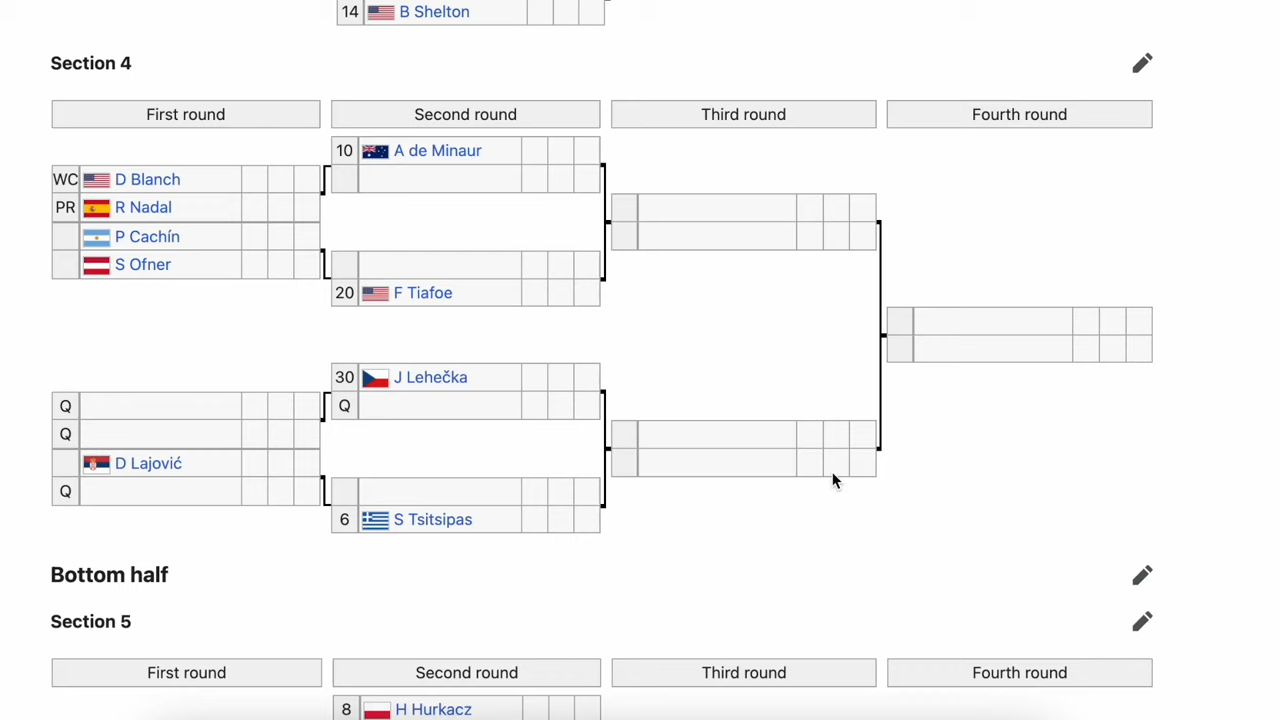 14 B Shelton
Section 4
First round
Second round
Third round
Fourth round
10 A de Minaur
WC D Blanch
PR R Nadal
P Cachín
S Ofner
20 F Tiafoe
30 J Lehečka
Q
Q
Q
D Lajović
Q
6 S Tsitsipas
Bottom half
Section 5
First round
Second round
Third round
Fourth round
8 H Hurkacz